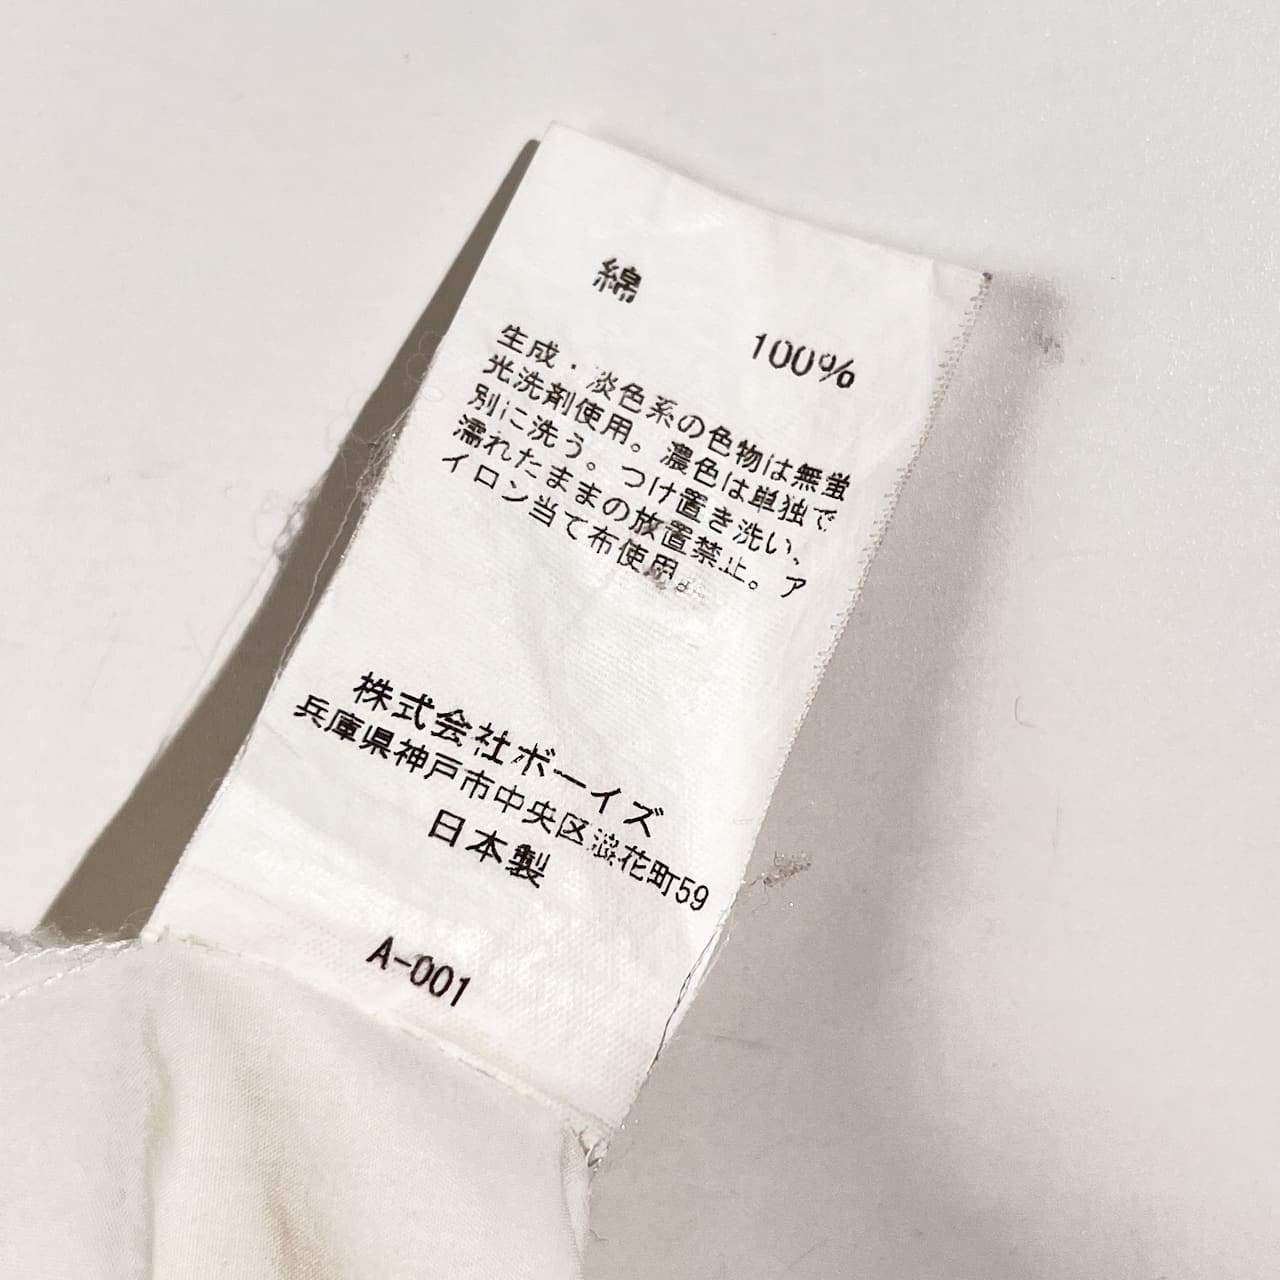 綿 100%
生成・淡色系の色物は無蛍
光洗剤使用。濃色は単独で
別に洗う。つけ置き洗い、
濡れたままの放置禁止。ア
イロン当て布使用。
株式会社ボーイズ
兵庫県神戸市中央区浪花町59
日本製
A-001